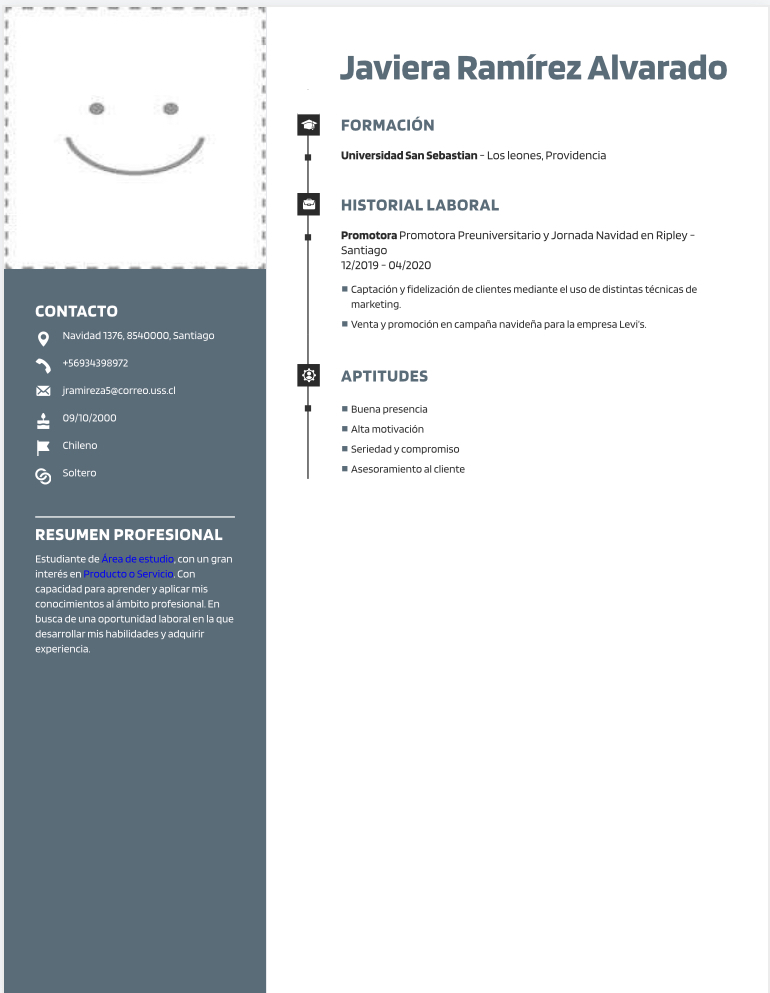 Javiera Ramírez Alvarado
FORMACIÓN
Universidad San Sebastian - Los leones, Providencia
HISTORIAL LABORAL
Promotora Promotora Preuniversitario y Jornada Navidad en Ripley -
Santiago
12/2019 - 04/2020
Captación y fidelización de clientes mediante el uso de distintas técnicas de
marketing.
Venta y promoción en campaña navideña para la empresa Levi's.
APTITUDES
Buena presencia
Alta motivación
Seriedad y compromiso
Asesoramiento al cliente
CONTACTO
Navidad 1376, 8540000, Santiago
+56934398972
jramireza5@correo.uss.cl
09/10/2000
Chileno
Soltero
RESUMEN PROFESIONAL
Estudiante de Área de estudio, con un gran
interés en Producto o Servicio. Con
capacidad para aprender y aplicar mis
conocimientos al ámbito profesional. En
busca de una oportunidad laboral en la que
desarrollar mis habilidades y adquirir
experiencia.